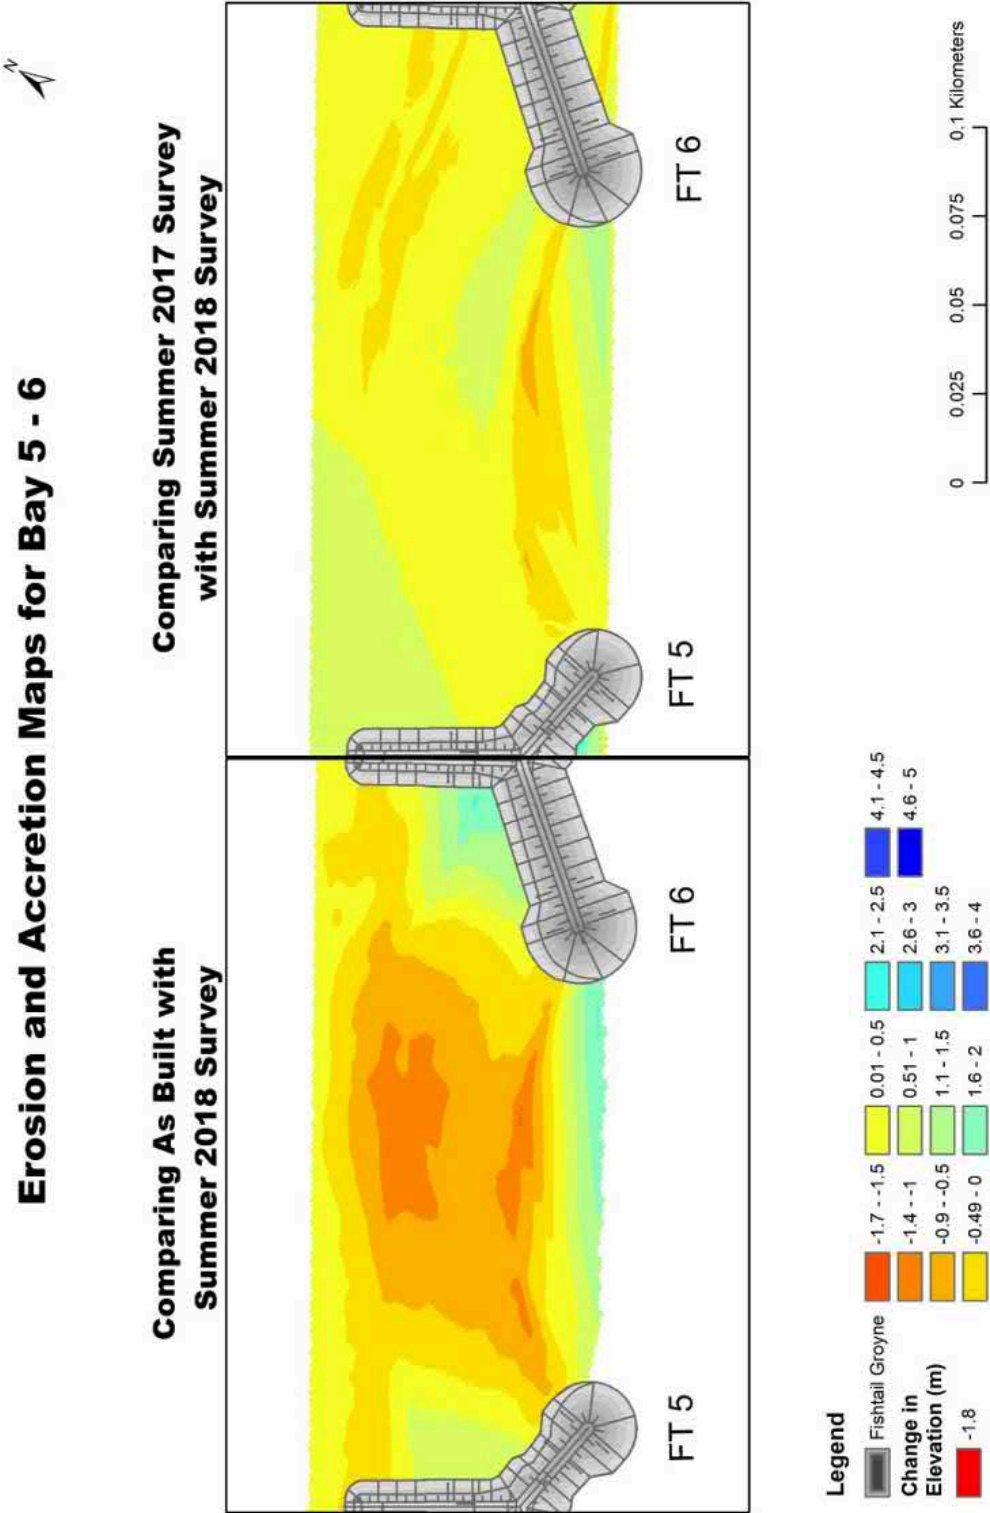 Erosion and Accretion Maps for Bay 5 - 6
N
Comparing As Built with
Summer 2018 Survey
Comparing Summer 2017 Survey
with Summer 2018 Survey
FT 5
FT 6
FT 5
FT 6
Legend
Fishtail Groyne
Change in
Elevation (m)
-1.8
-1.7 - -1.5
-1.4 - -1
-0.9 - -0.5
-0.49 - 0
0.01 - 0.5
0.51 - 1
1.1 - 1.5
1.6 - 2
2.1 - 2.5
2.6 - 3
3.1 - 3.5
3.6 - 4
4.1 - 4.5
4.6 - 5
0 0.025 0.05 0.075 0.1 Kilometers